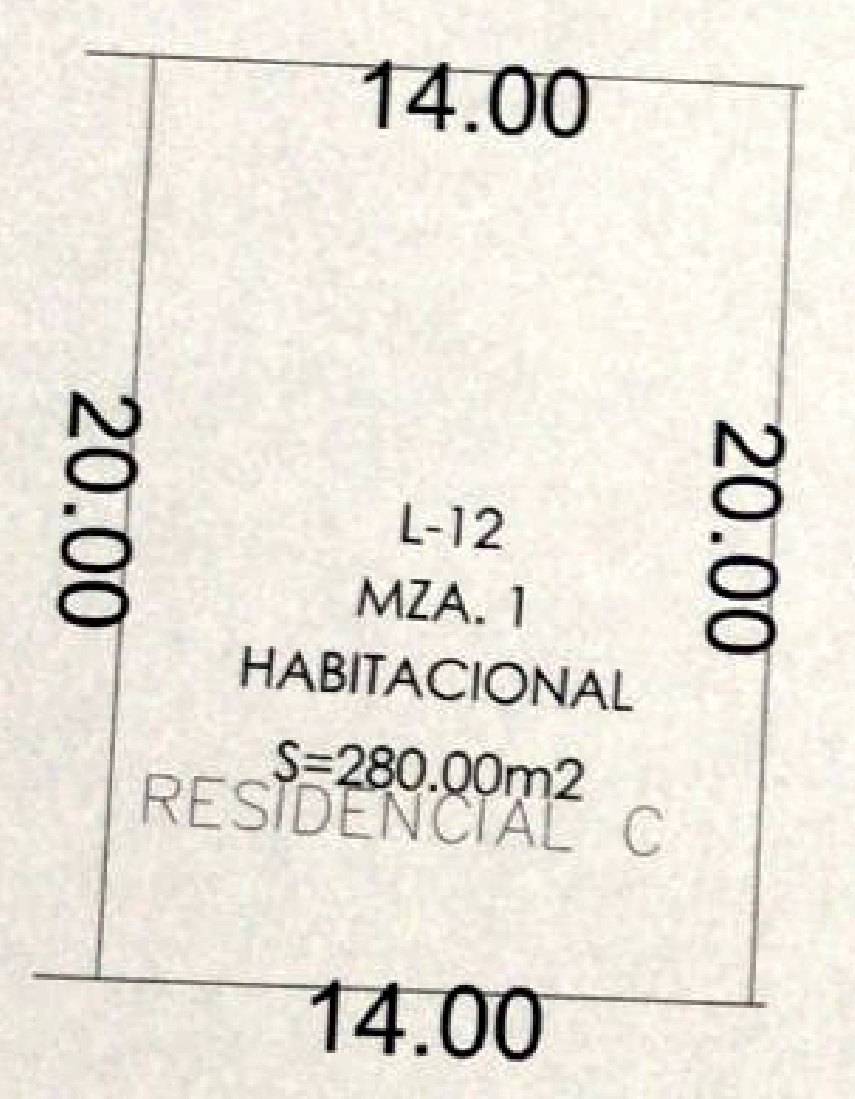 14.00
20.00
20.00
L-12
MZA. 1
HABITACIONAL
S=280.00m2
RESIDENCIAL C
14.00